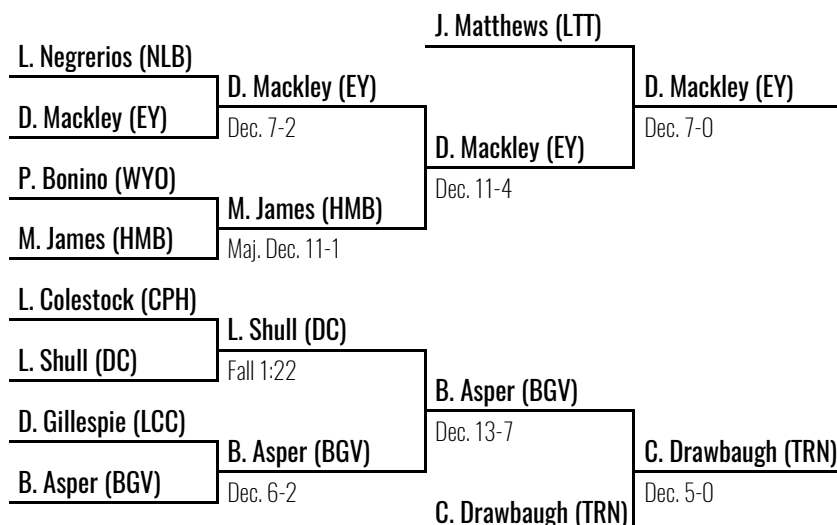 J. Matthews (LTT)
L. Negrerios (NLB)
D. Mackley (EY)
D. Mackley (EY)
D. Mackley (EY)
Dec. 7-2
Dec. 7-0
D. Mackley (EY)
P. Bonino (WYO)
Dec. 11-4
M. James (HMB)
M. James (HMB)
Maj. Dec. 11-1
L. Colestock (CPH)
L. Shull (DC)
L. Shull (DC)
Fall 1:22
B. Asper (BGV)
D. Gillespie (LCC)
Dec. 13-7
B. Asper (BGV)
C. Drawbaugh (TRN)
B. Asper (BGV)
Dec. 6-2
Dec. 5-0
C. Drawbaugh (TRN)